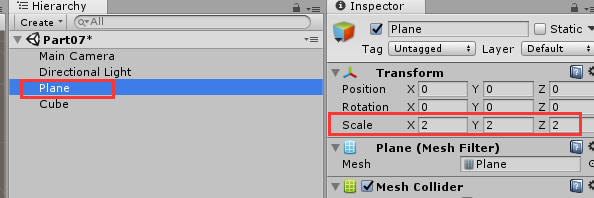 Hierarchy
Create All
Part07*
Main Camera
Directional Light
Plane
Cube
Inspector
Plane Static
Tag Untagged Layer Default
Transform
Position X 0 Y 0 Z 0
Rotation X 0 Y 0 Z 0
Scale X 2 Y 2 Z 2
Plane (Mesh Filter)
Mesh Plane
Mesh Collider